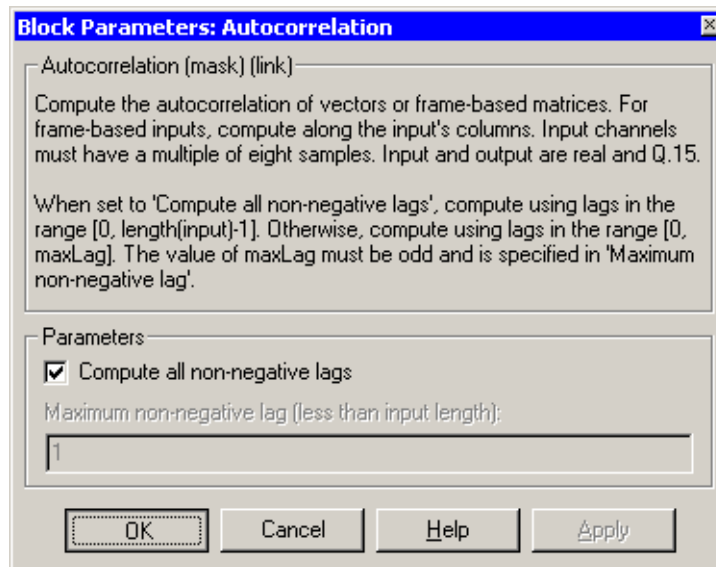 Block Parameters: Autocorrelation
Autocorrelation (mask) (link)
Compute the autocorrelation of vectors or frame-based matrices. For
frame-based inputs, compute along the input's columns. Input channels
must have a multiple of eight samples. Input and output are real and Q.15.
When set to 'Compute all non-negative lags', compute using lags in the
range [0, length(input)-1]. Otherwise, compute using lags in the range [0,
maxLag]. The value of maxLag must be odd and is specified in 'Maximum
non-negative lag'.
Parameters
Compute all non-negative lags
Maximum non-negative lag (less than input length):
1
OK Cancel Help Apply